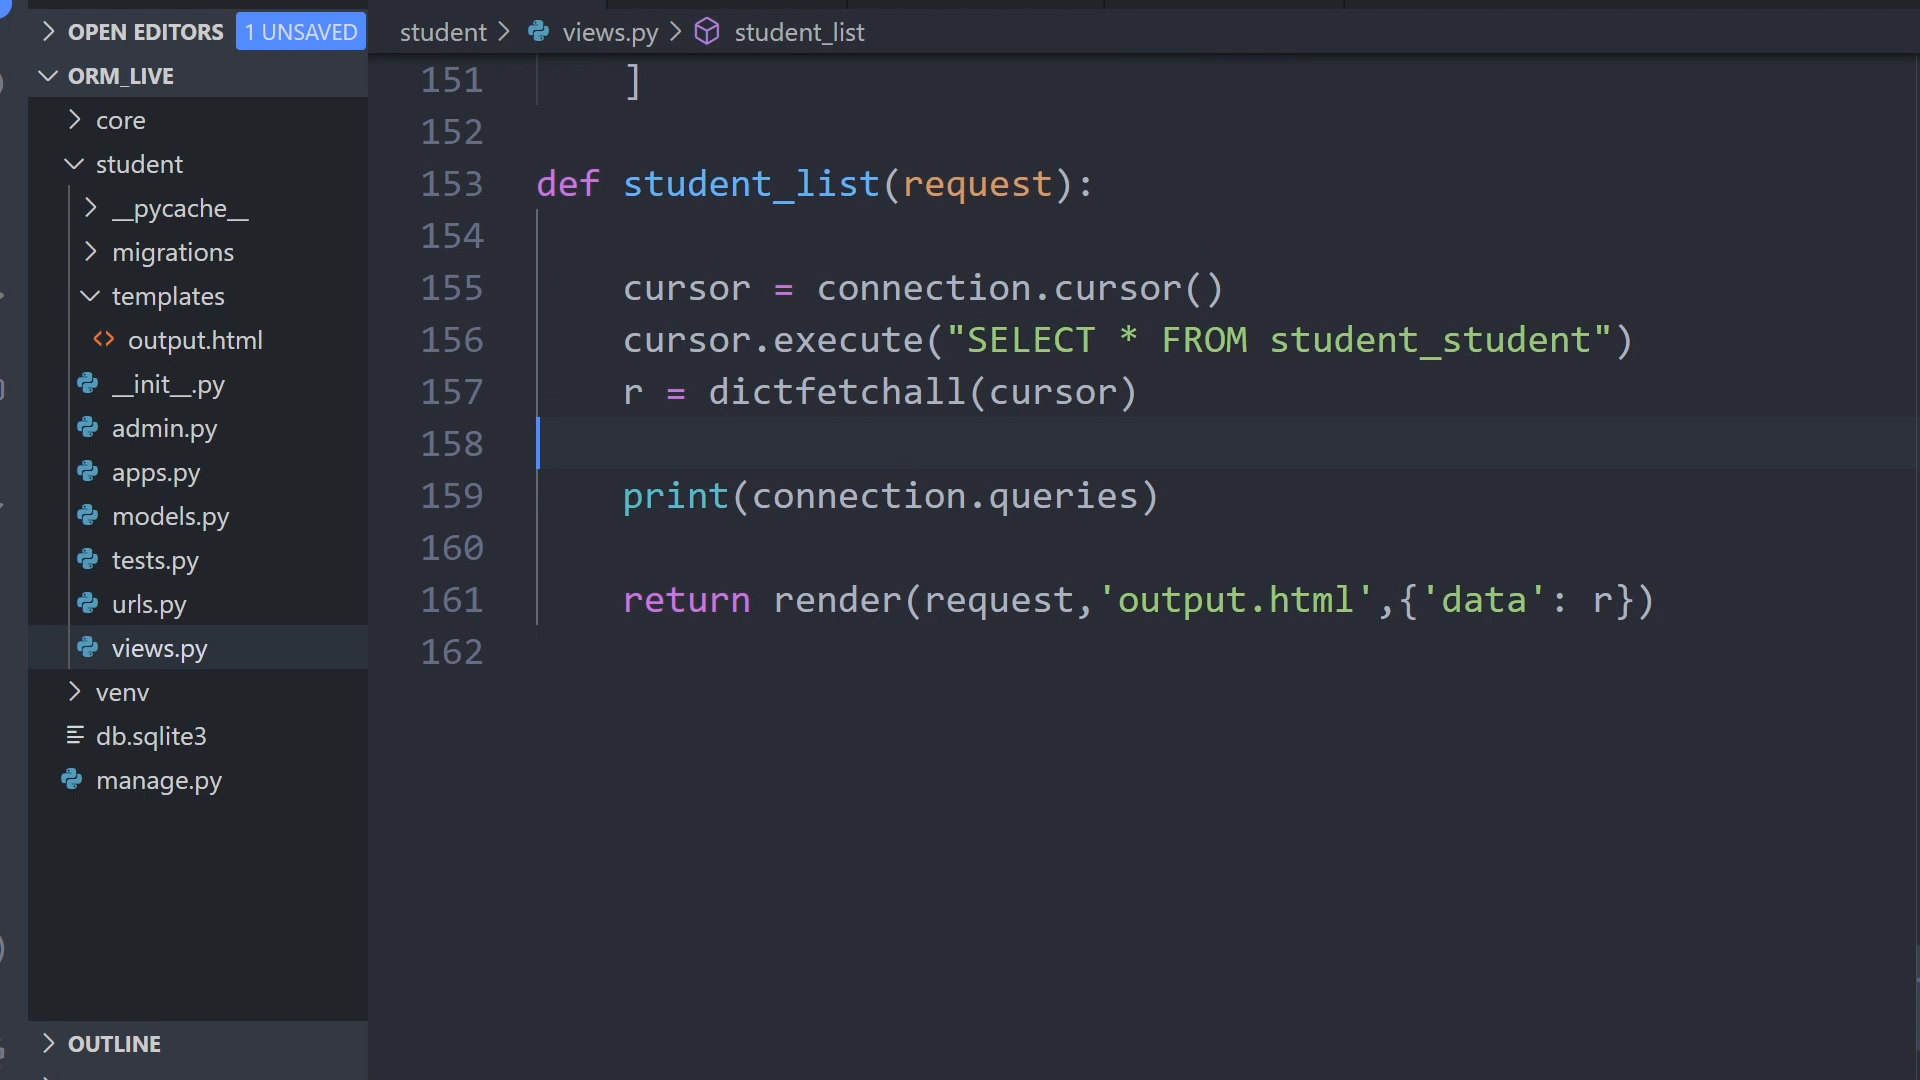 OPEN EDITORS 1 UNSAVED
ORM_LIVE
core
student
__pycache__
migrations
templates
output.html
__init__.py
admin.py
apps.py
models.py
tests.py
urls.py
views.py
venv
db.sqlite3
manage.py
OUTLINE
student > views.py > student_list
151 ]
152
153 def student_list(request):
154
155 cursor = connection.cursor()
156 cursor.execute("SELECT * FROM student_student")
157 r = dictfetchall(cursor)
158
159 print(connection.queries)
160
161 return render(request,'output.html',{'data': r})
162